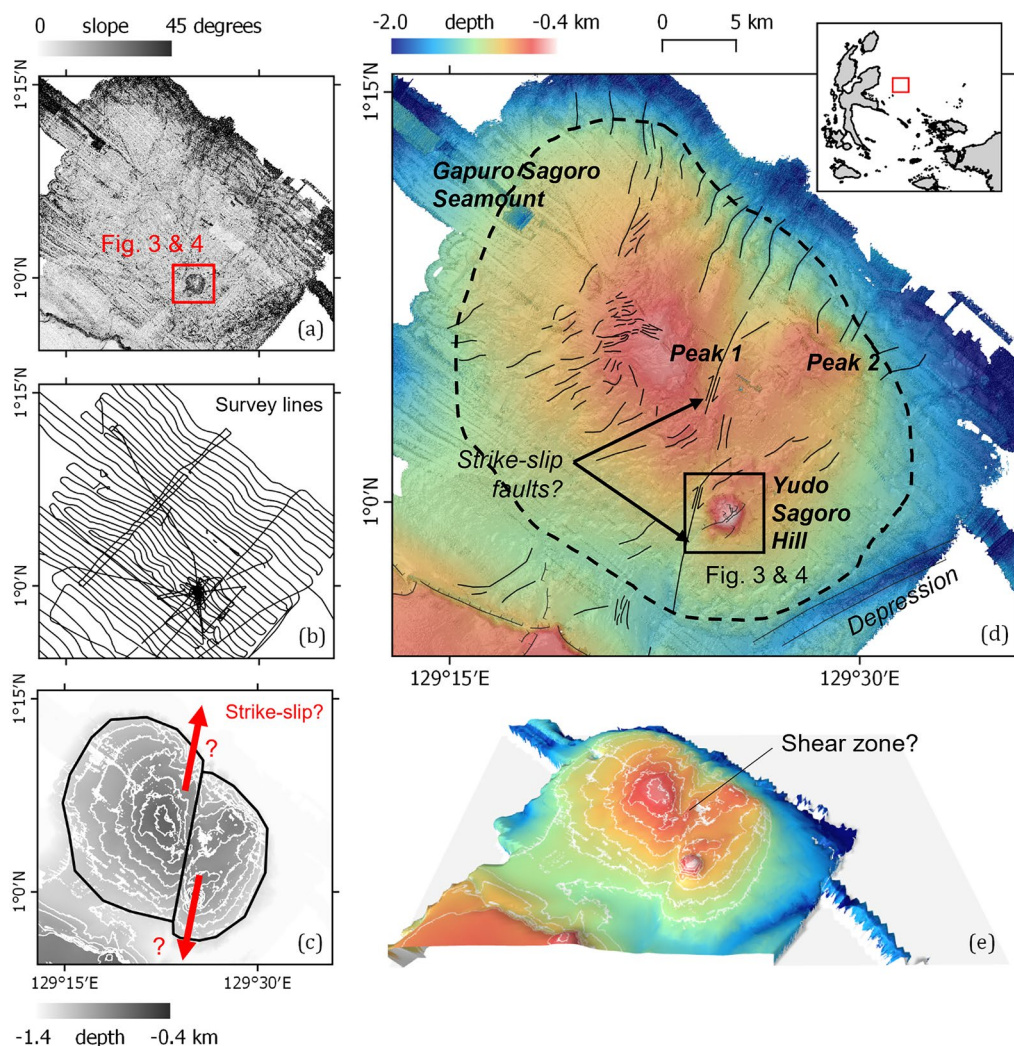 0 slope 45 degrees
1°15′N
1°0′N
Fig. 3 & 4
(a)
1°15′N
1°0′N
Survey lines
(b)
1°15′N
1°0′N
Strike-slip?
?
?
(c)
129°15′E
129°30′E
-1.4 depth -0.4 km
-2.0 depth -0.4 km
0 5 km
1°15′N
1°0′N
Gapuro Sagoro
Seamount
Peak 1
Peak 2
Strike-slip
faults?
Yudo
Sagoro
Hill
Fig. 3 & 4
Depression
(d)
129°15′E
129°30′E
Shear zone?
(e)